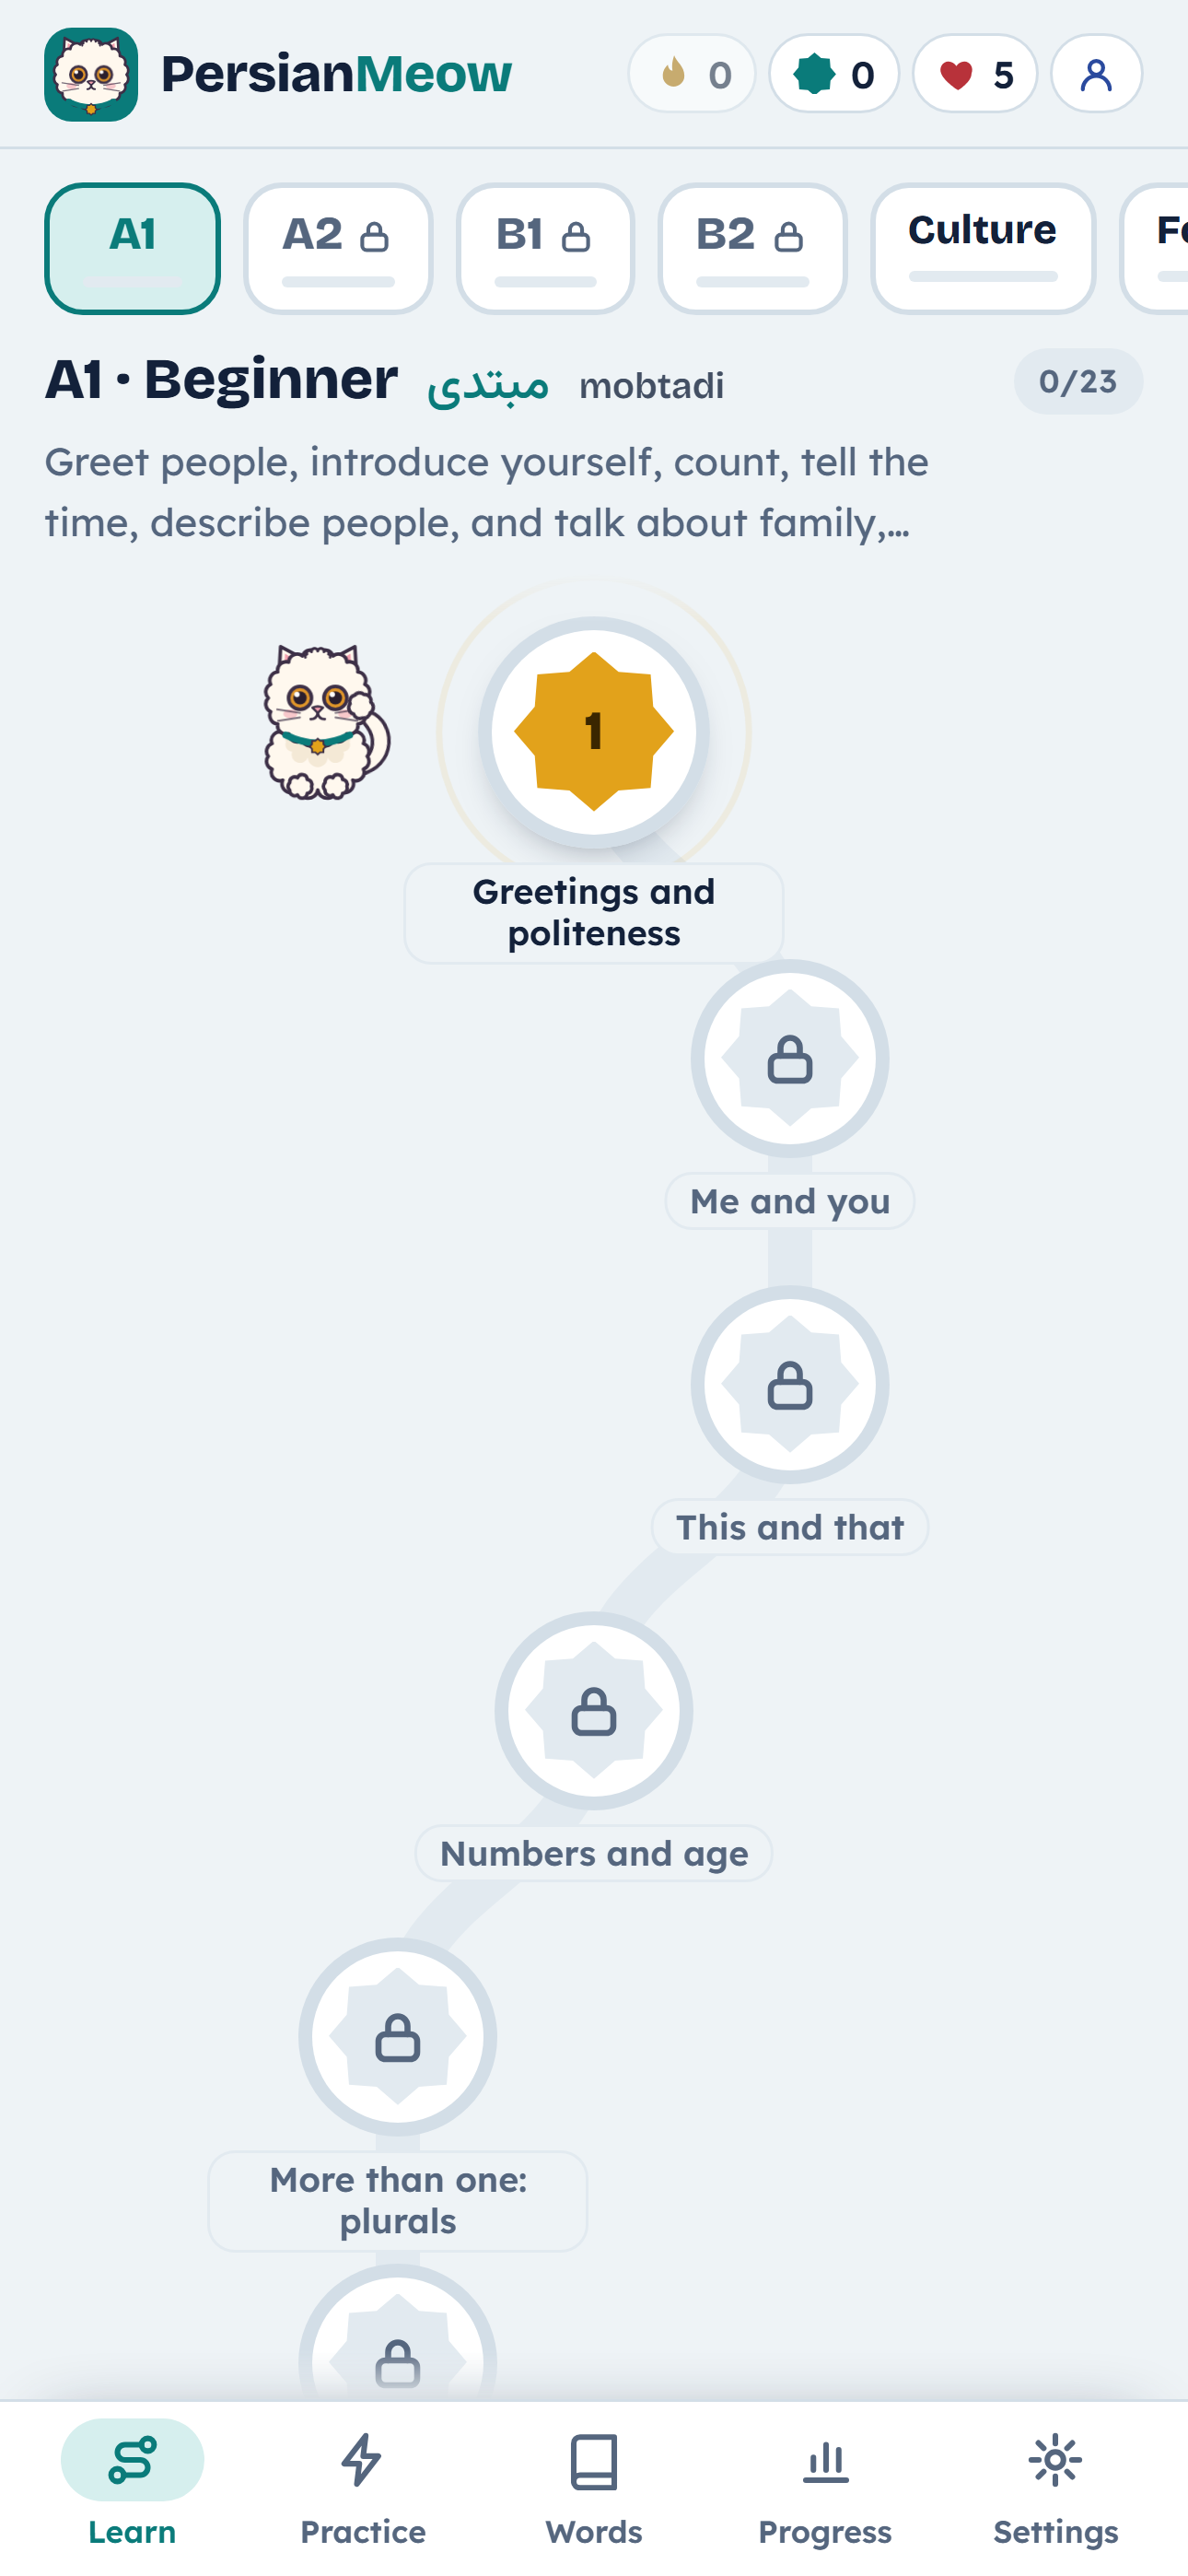 PersianMeow 0 0 5
A1 A2 B1 B2 Culture
A1 · Beginner مبتدی mobtadi 0/23
Greet people, introduce yourself, count, tell the
time, describe people, and talk about family,...
1
Greetings and
politeness
Me and you
This and that
Numbers and age
More than one:
plurals
Learn Practice Words Progress Settings